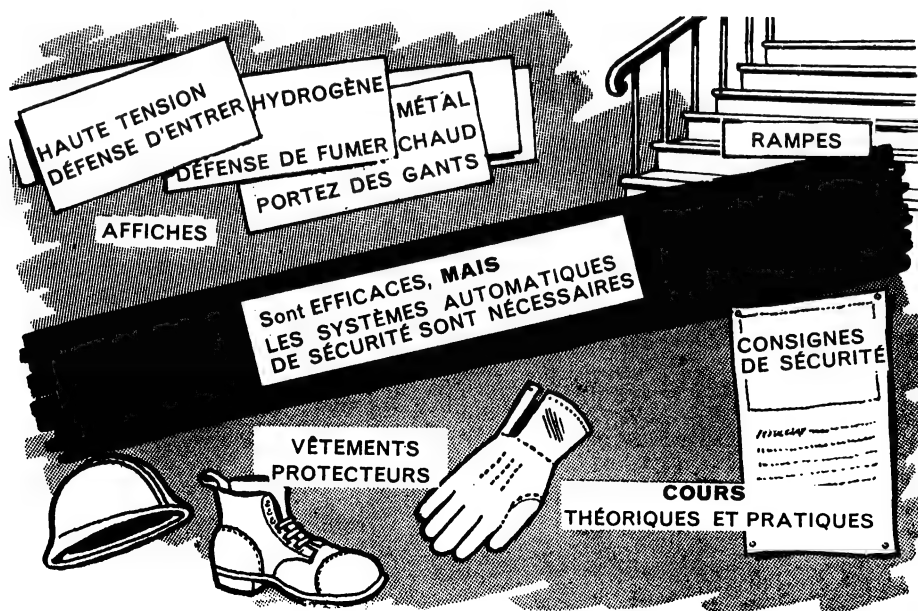 HAUTE TENSION
DÉFENSE D'ENTRER
HYDROGÈNE
DÉFENSE DE FUMER
MÉTAL
CHAUD
PORTEZ DES GANTS
RAMPES
AFFICHES
Sont EFFICACES, MAIS
LES SYSTÈMES AUTOMATIQUES
DE SÉCURITÉ SONT NÉCESSAIRES
CONSIGNES
DE SÉCURITÉ
VÊTEMENTS
PROTECTEURS
COURS
THÉORIQUES ET PRATIQUES